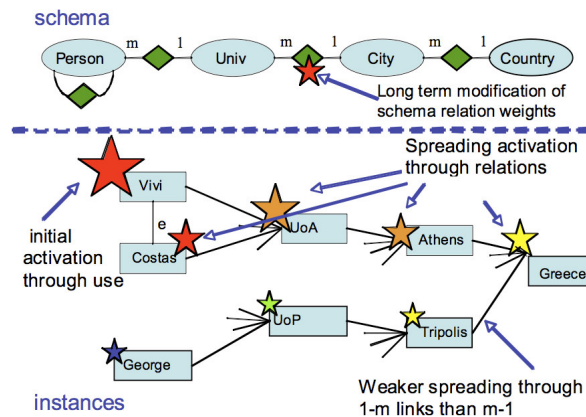 schema
m 1 m 1 m 1
Person Univ City Country
Long term modification of
schema relation weights
Spreading activation
through relations
Vivi
initial
activation
through use
e
Costas
UoA
Athens
Greece
UoP
Tripolis
George
Weaker spreading through
1-m links than m-1
instances